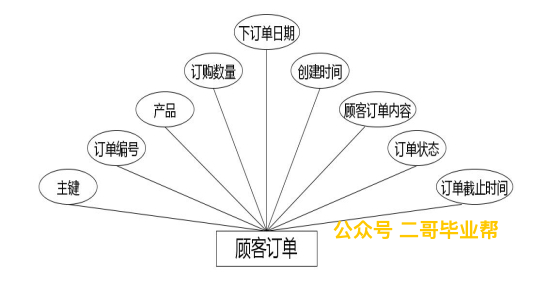 下订单日期
订购数量
创建时间
产品
顾客订单内容
订单编号
订单状态
主键
订单截止时间
公众号 二哥毕业帮
顾客订单